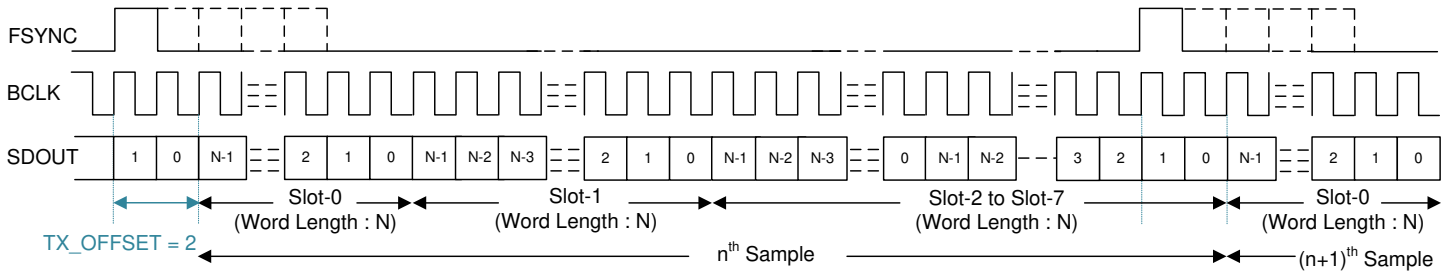 FSYNC
BCLK
SDOUT
1 0 N-1 2 1 0 N-1 N-2 N-3 2 1 0 N-1 N-2 N-3 0 N-1 N-2 3 2 1 0 N-1 2 1 0
Slot-0 Slot-1 Slot-2 to Slot-7 Slot-0
(Word Length : N) (Word Length : N) (Word Length : N) (Word Length : N)
TX_OFFSET = 2 nth Sample (n+1)th Sample